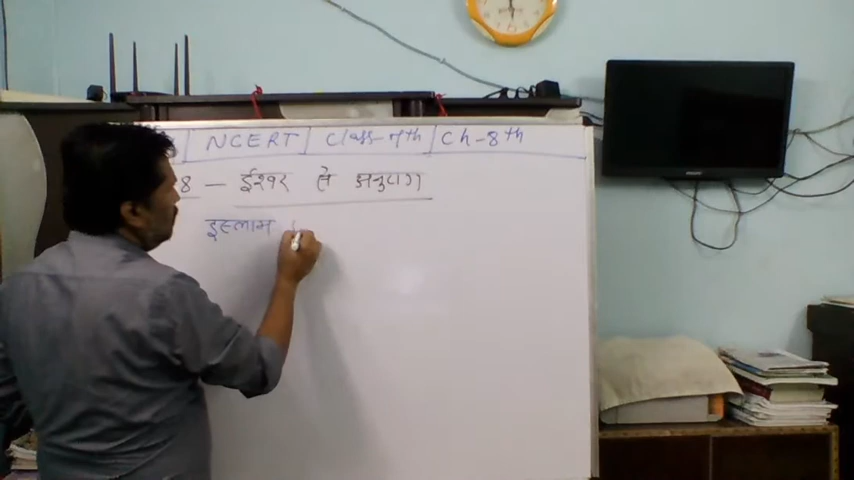 NCERT | Class-7th | Ch-8th
8 — ईश्वर से अनुराग
इस्लाम